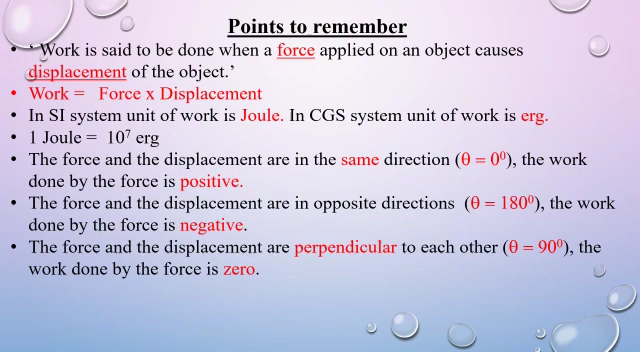 Points to remember
• ‘ Work is said to be done when a force applied on an object causes
displacement of the object.’
• Work = Force x Displacement
• In SI system unit of work is Joule. In CGS system unit of work is erg.
• 1 Joule = 10⁷ erg
• The force and the displacement are in the same direction (θ = 0⁰), the work
done by the force is positive.
• The force and the displacement are in opposite directions (θ = 180⁰), the work
done by the force is negative.
• The force and the displacement are perpendicular to each other (θ = 90⁰), the
work done by the force is zero.